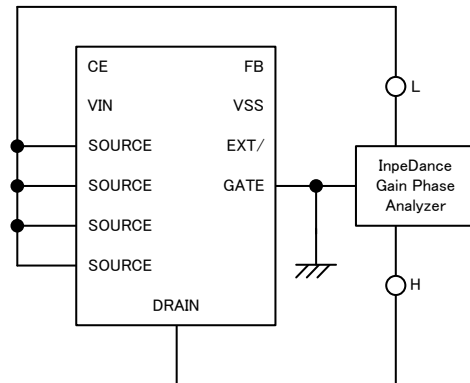 CE FB
VIN VSS
SOURCE EXT/
SOURCE GATE
SOURCE
SOURCE
DRAIN
L
InpeDance
Gain Phase
Analyzer
H